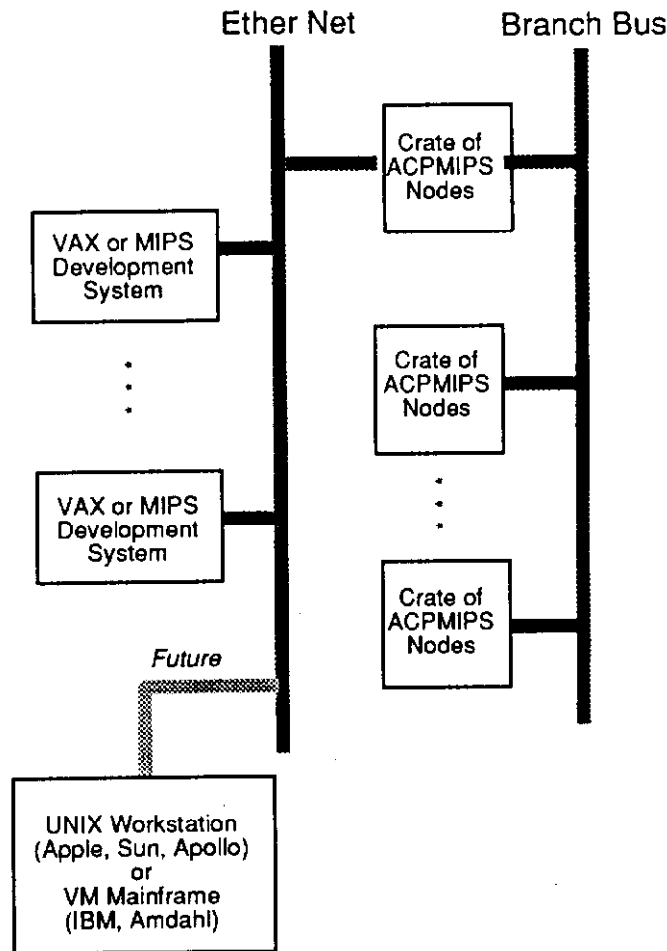 Ether Net
Branch Bus
Crate of
ACPMIPS
Nodes
VAX or MIPS
Development
System
Crate of
ACPMIPS
Nodes
VAX or MIPS
Development
System
Crate of
ACPMIPS
Nodes
Future
UNIX Workstation
(Apple, Sun, Apollo)
or
VM Mainframe
(IBM, Amdahl)